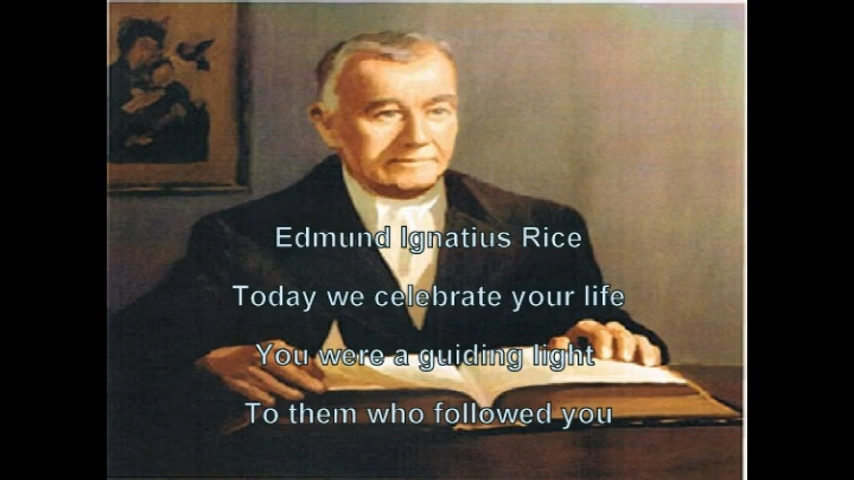 Edmund Ignatius Rice
Today we celebrate your life
You were a guiding light
To them who followed you